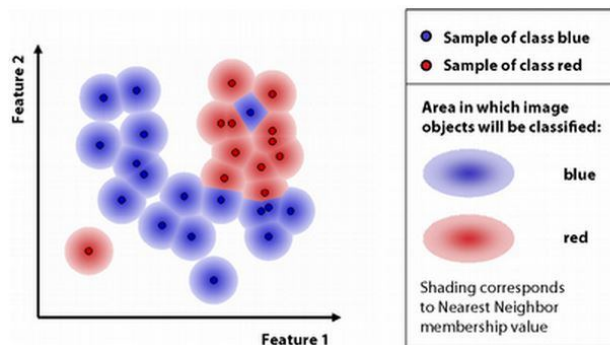 Feature 2
Feature 1
Sample of class blue
Sample of class red
Area in which image
objects will be classified:
blue
red
Shading corresponds
to Nearest Neighbor
membership value